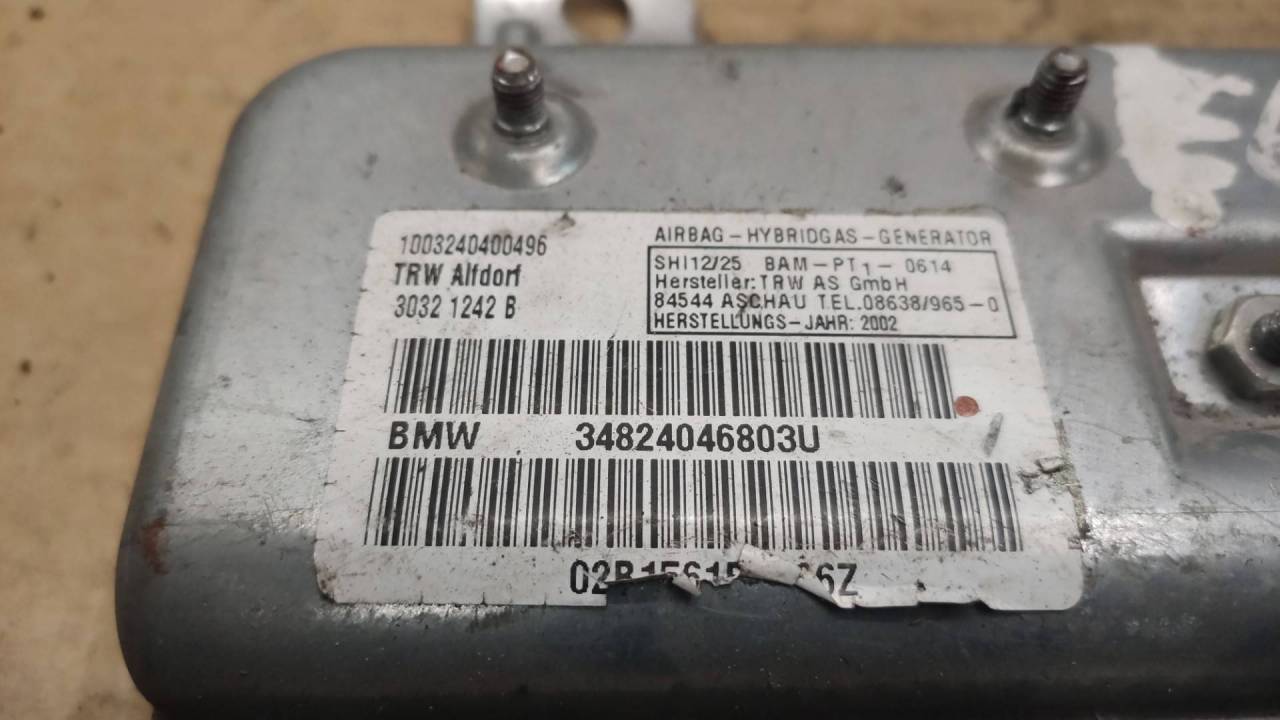 1003240400496
TRW Alfdorf
3032 1242 B
AIRBAG-HYBRIDGAS-GENERATOR
SHI12/25 BAM-PT1-0614
Hersteller: TRW AS GmbH
84544 ASCHAU TEL.08638/965-0
HERSTELLUNGS-JAHR: 2002
BMW 34824046803U